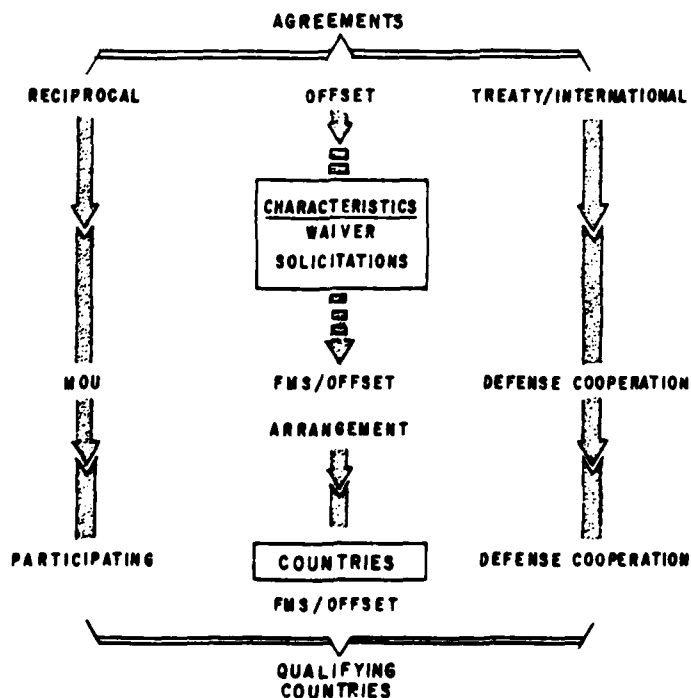 AGREEMENTS
RECIPROCAL OFFSET TREATY/INTERNATIONAL
CHARACTERISTICS
WAIVER
SOLICITATIONS
MOU FMS/OFFSET DEFENSE COOPERATION
ARRANGEMENT
PARTICIPATING COUNTRIES DEFENSE COOPERATION
FMS/OFFSET
QUALIFYING
COUNTRIES